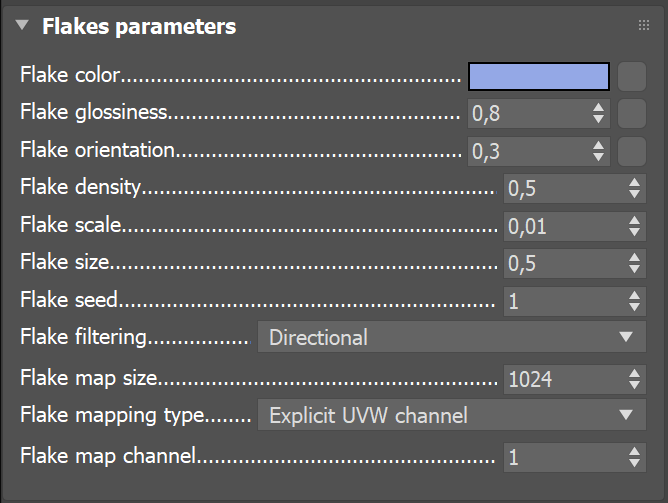 Flakes parameters
Flake color
Flake glossiness 0,8
Flake orientation 0,3
Flake density 0,5
Flake scale 0,01
Flake size 0,5
Flake seed 1
Flake filtering Directional
Flake map size 1024
Flake mapping type Explicit UVW channel
Flake map channel 1